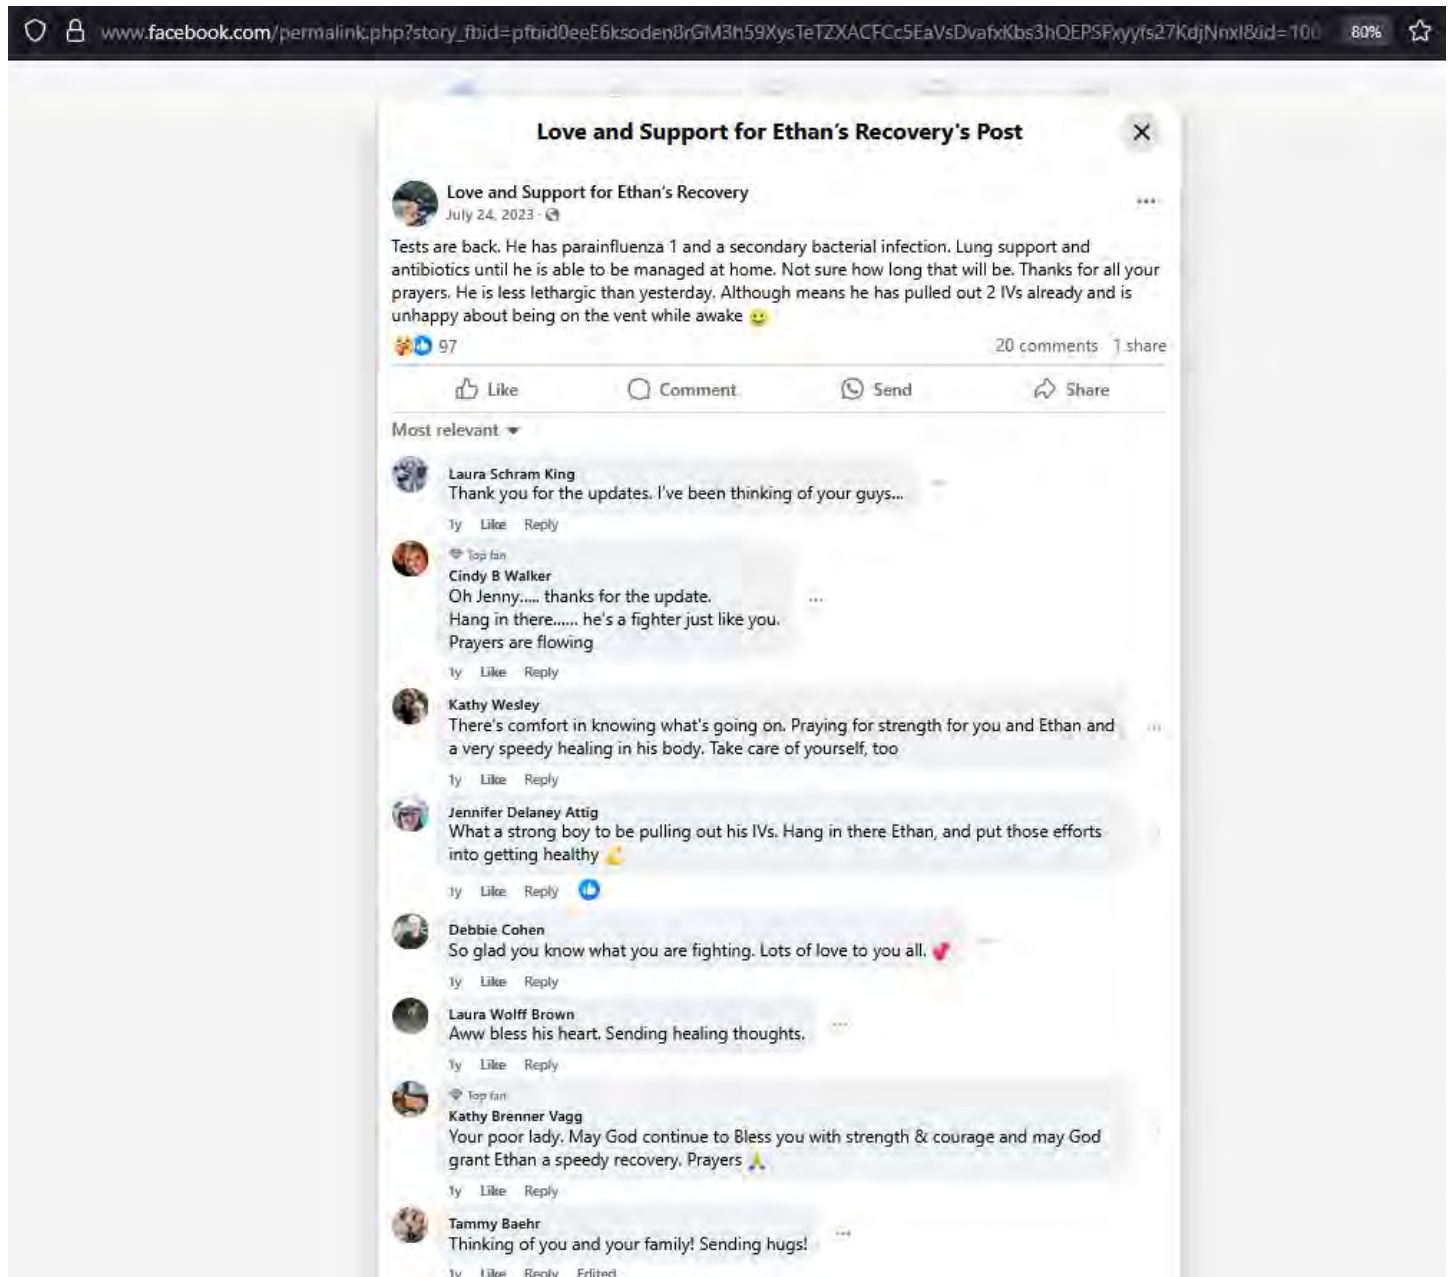 www.facebook.com/permalink.php?story_fbid=
80%
Love and Support for Ethan's Recovery's Post
Love and Support for Ethan's Recovery
July 24, 2023 ·
Tests are back. He has parainfluenza 1 and a secondary bacterial infection. Lung support and
antibiotics until he is able to be managed at home. Not sure how long that will be. Thanks for all your
prayers. He is less lethargic than yesterday. Although means he has pulled out 2 IVs already and is
unhappy about being on the vent while awake 🙂
97 20 comments 1 share
Like Comment Send Share
Most relevant
Laura Schram King
Thank you for the updates. I've been thinking of your guys...
1y Like Reply
Top fan
Cindy B Walker
Oh Jenny..... thanks for the update.
Hang in there...... he's a fighter just like you.
Prayers are flowing
1y Like Reply
Kathy Wesley
There's comfort in knowing what's going on. Praying for strength for you and Ethan and
a very speedy healing in his body. Take care of yourself, too
1y Like Reply
Jennifer Delaney Attig
What a strong boy to be pulling out his IVs. Hang in there Ethan, and put those efforts
into getting healthy 💪
1y Like Reply
Debbie Cohen
So glad you know what you are fighting. Lots of love to you all. 💕
1y Like Reply
Laura Wolff Brown
Aww bless his heart. Sending healing thoughts.
1y Like Reply
Top fan
Kathy Brenner Vagg
Your poor lady. May God continue to Bless you with strength & courage and may God
grant Ethan a speedy recovery. Prayers 🙏
1y Like Reply
Tammy Baehr
Thinking of you and your family! Sending hugs!
1y Like Reply Edited